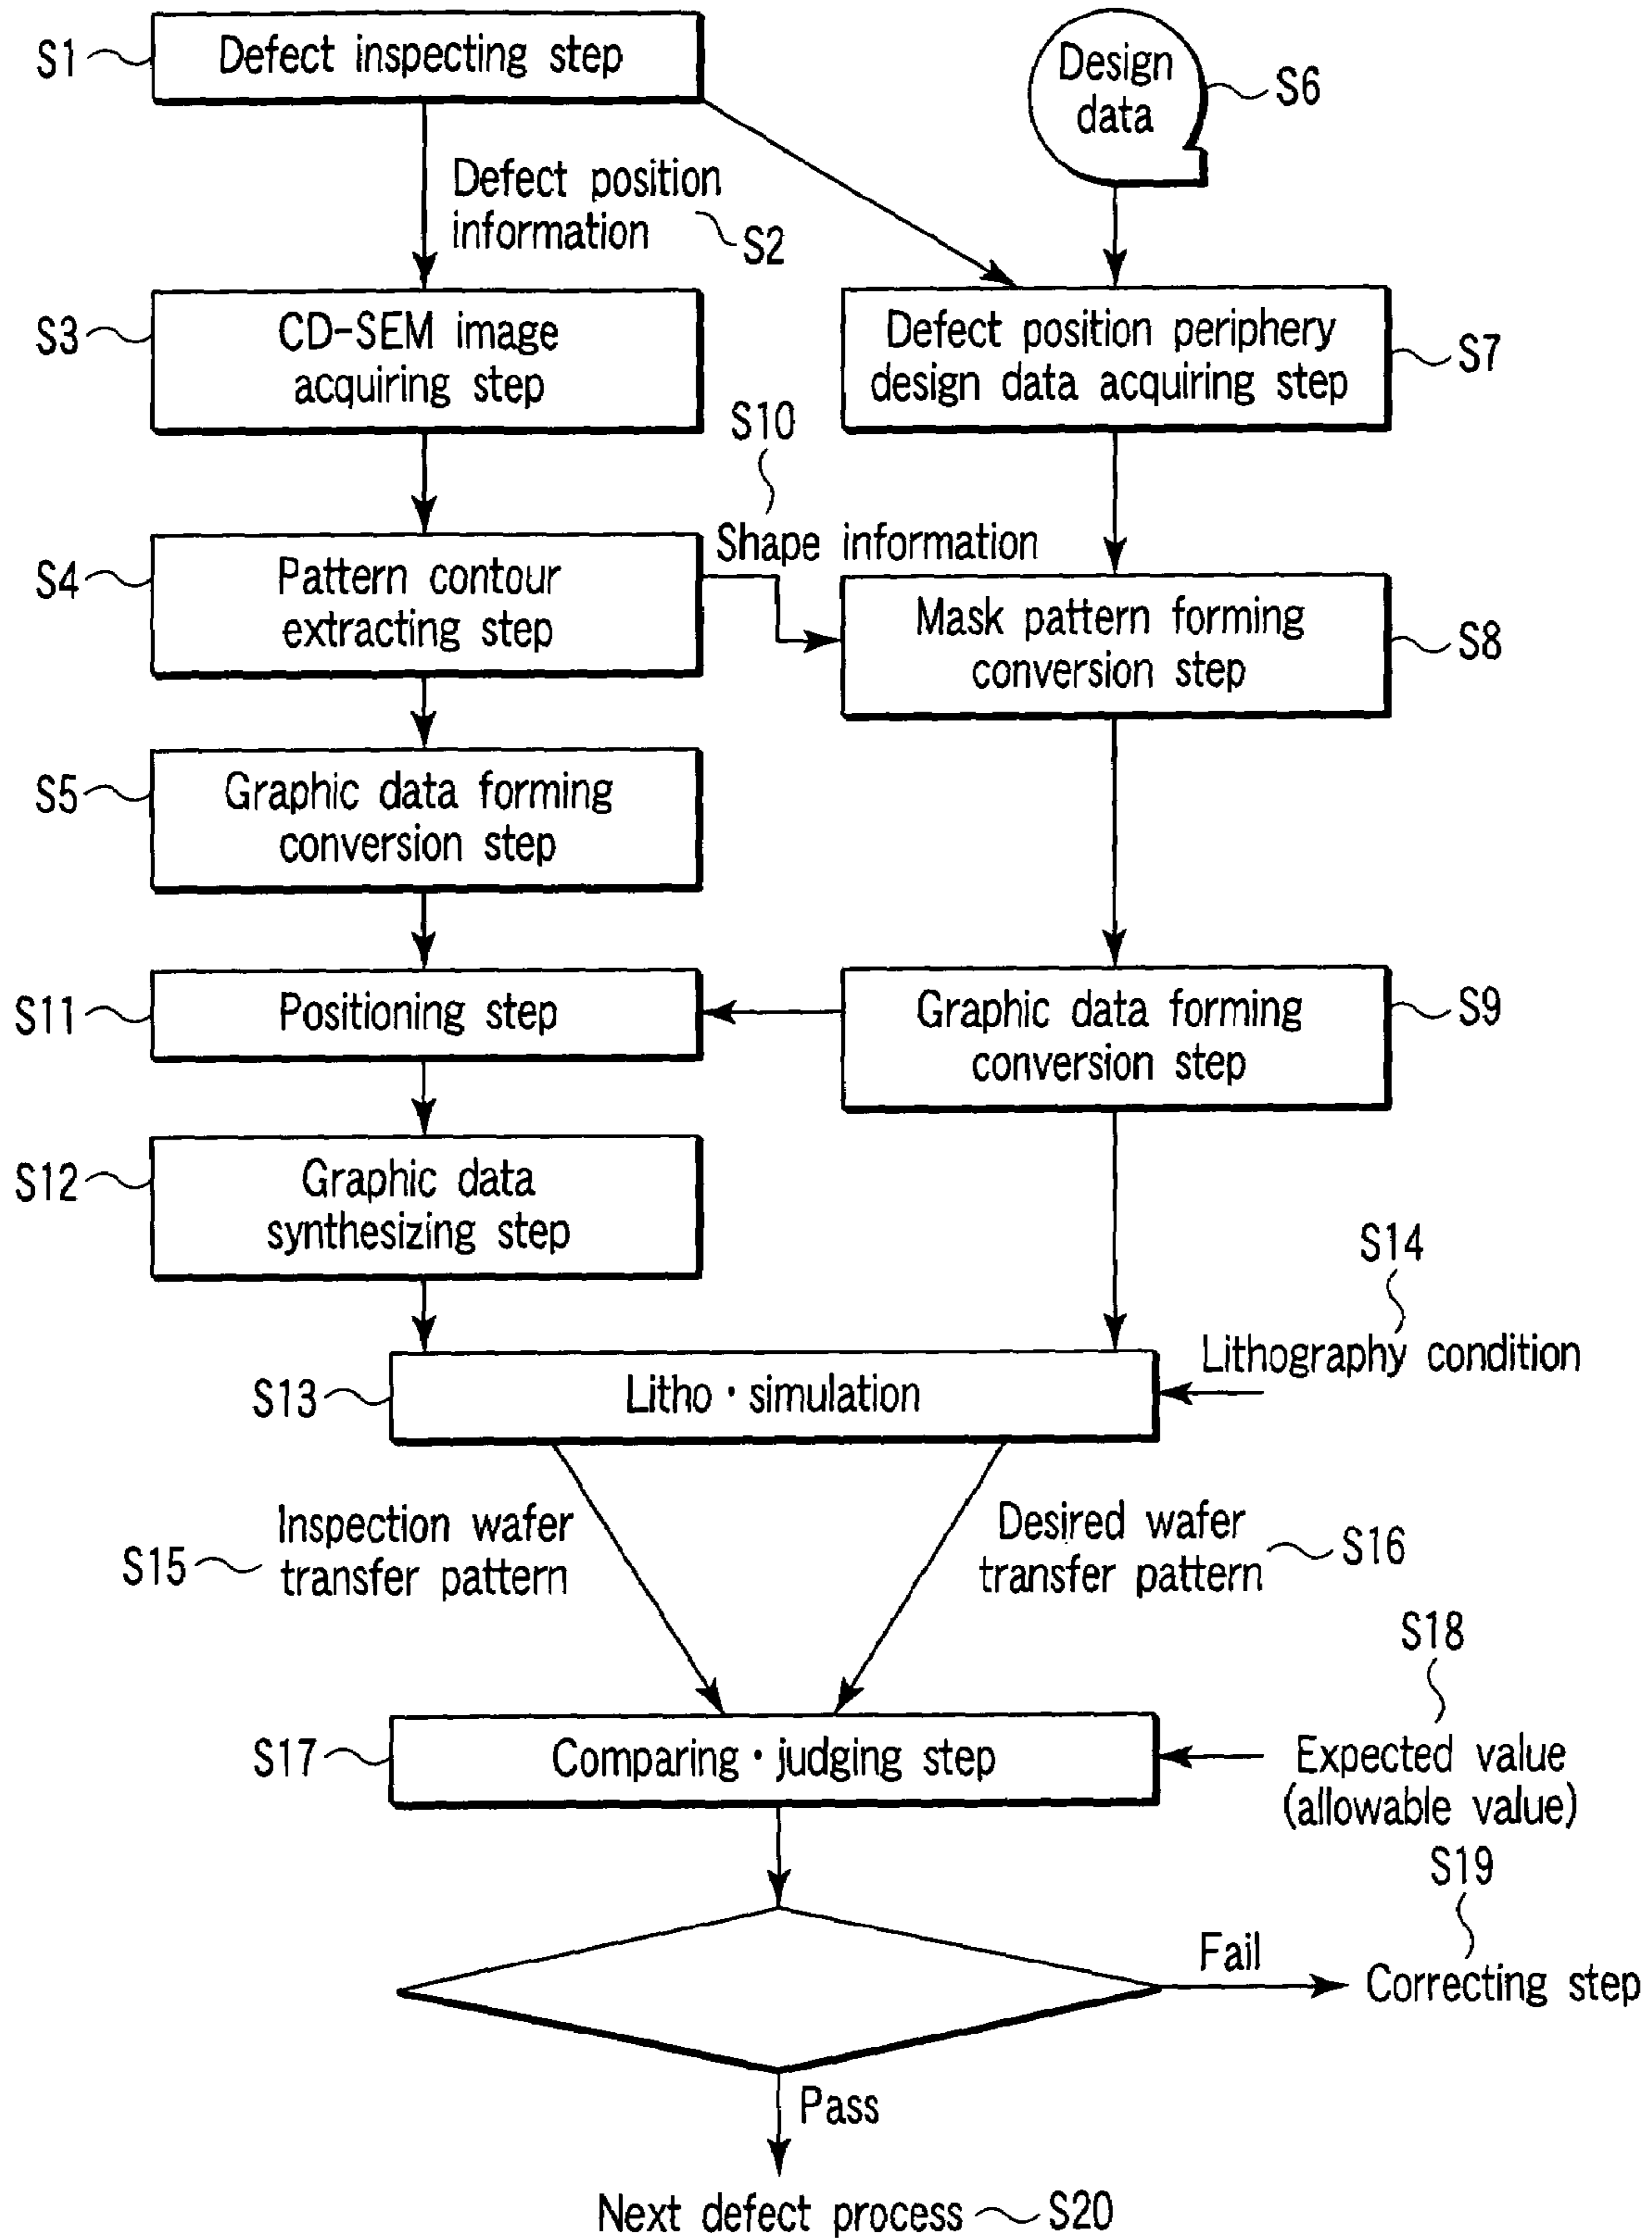 S1
Defect inspecting step
Design
data
S6
Defect position
information
S2
S3
CD-SEM image
acquiring step
Defect position periphery
design data acquiring step
S7
S10
Shape information
S4
Pattern contour
extracting step
Mask pattern forming
conversion step
S8
S5
Graphic data forming
conversion step
S11
Positioning step
Graphic data forming
conversion step
S9
S12
Graphic data
synthesizing step
S14
Lithography condition
S13
Litho・simulation
S15
Inspection wafer
transfer pattern
Desired wafer
transfer pattern
S16
S18
S17
Comparing・judging step
Expected value
(allowable value)
S19
Fail
Correcting step
Pass
Next defect process
S20